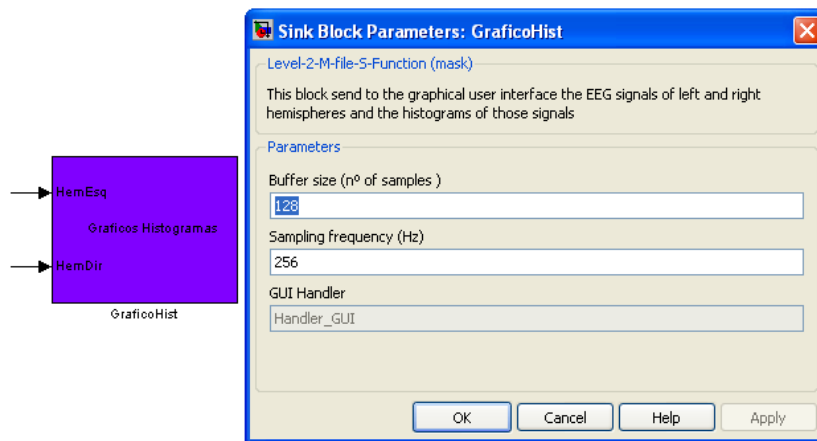 Sink Block Parameters: GraficoHist
Level-2-M-file-S-Function (mask)
This block send to the graphical user interface the EEG signals of left and right
hemispheres and the histograms of those signals
Parameters
Buffer size (nº of samples )
128
Sampling frequency (Hz)
256
GUI Handler
Handler_GUI
OK
Cancel
Help
Apply
HemEsq
Graficos Histogramas
HemDir
GraficoHist